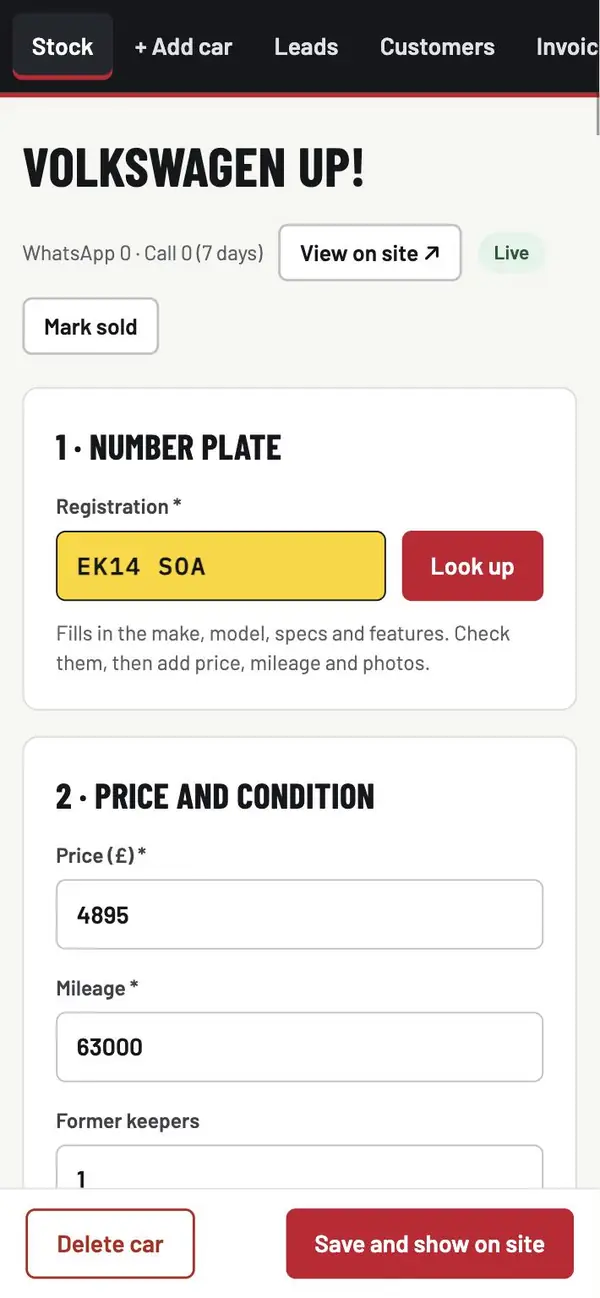 Stock + Add car Leads Customers Invoic
VOLKSWAGEN UP!
WhatsApp 0 · Call 0 (7 days) View on site ↗ Live
Mark sold
1 · NUMBER PLATE
Registration *
EK14 SOA Look up
Fills in the make, model, specs and features. Check
them, then add price, mileage and photos.
2 · PRICE AND CONDITION
Price (£) *
4895
Mileage *
63000
Former keepers
1
Delete car Save and show on site